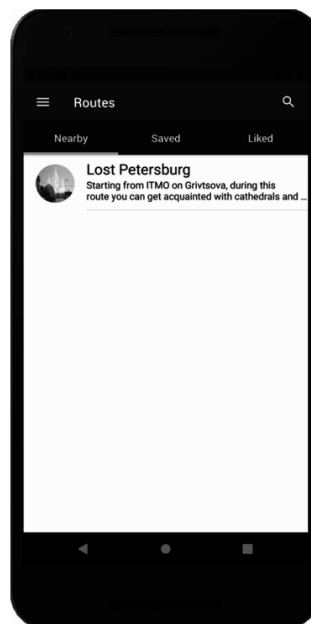 Routes
Nearby Saved Liked
Lost Petersburg
Starting from ITMO on Grivtsova, during this
route you can get acquainted with cathedrals and ...